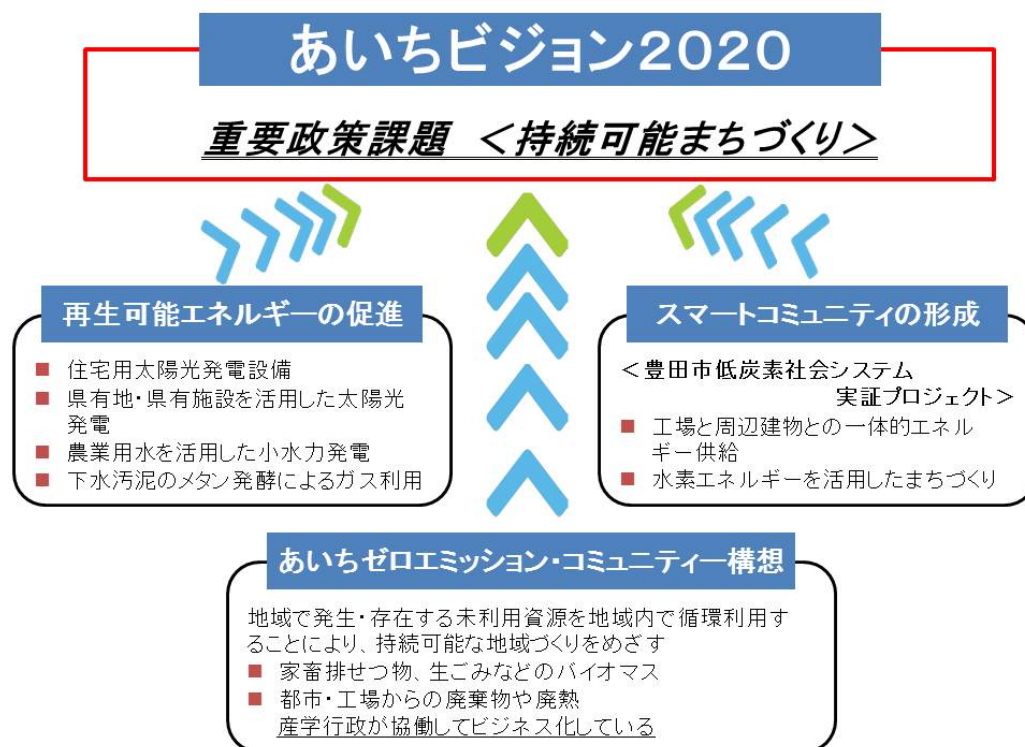 あいちビジョン2020
重要政策課題 ＜持続可能まちづくり＞
再生可能エネルギーの促進
■ 住宅用太陽光発電設備
■ 県有地・県有施設を活用した太陽光
発電
■ 農業用水を活用した小水力発電
■ 下水汚泥のメタン発酵によるガス利用
スマートコミュニティの形成
＜豊田市低炭素社会システム
実証プロジェクト＞
■ 工場と周辺建物との一体的エネル
ギー供給
■ 水素エネルギーを活用したまちづくり
あいちゼロエミッション・コミュニティー構想
地域で発生・存在する未利用資源を地域内で循環利用す
ることにより、持続可能な地域づくりをめざす
■ 家畜排せつ物、生ごみなどのバイオマス
■ 都市・工場からの廃棄物や廃熱
産学行政が協働してビジネス化している